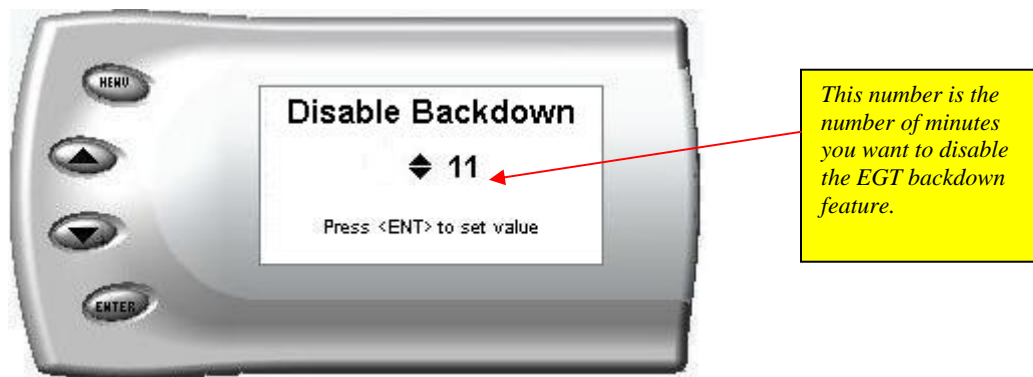 MENU
Disable Backdown
11
Press <ENT> to set value
ENTER
This number is the
number of minutes
you want to disable
the EGT backdown
feature.